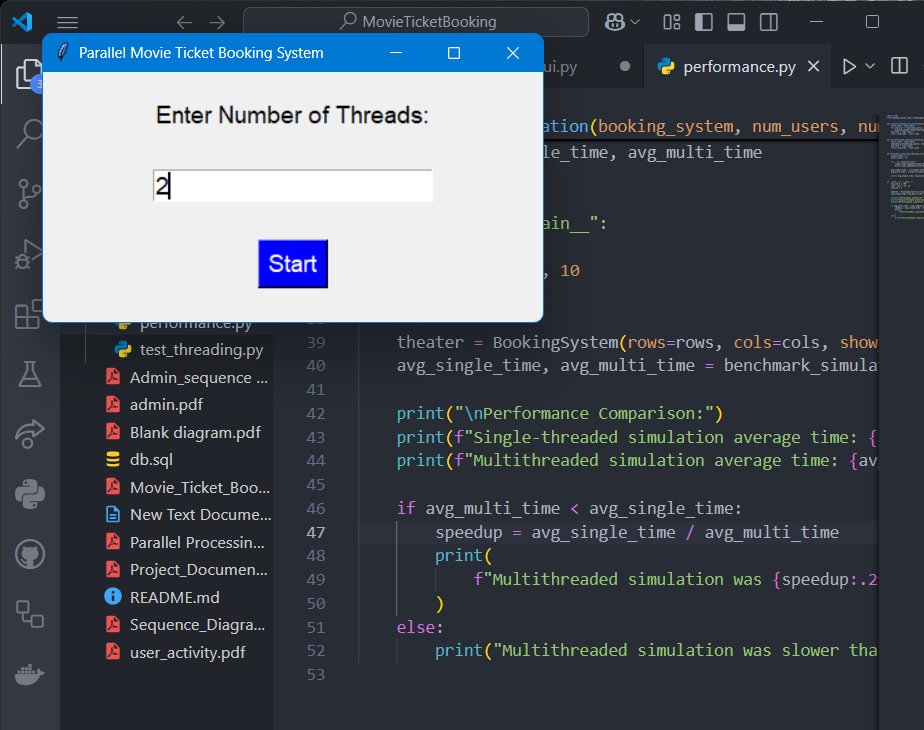 MovieTicketBooking
Parallel Movie Ticket Booking System
Enter Number of Threads:
2
Start
ui.py
performance.py
3
ation(booking_system, num_users, nu
le_time, avg_multi_time
ain__":
, 10
performance.py
test_threading.py
Admin_sequence ...
admin.pdf
Blank diagram.pdf
db.sql
Movie_Ticket_Boo...
New Text Docume...
Parallel Processin...
Project_Documen...
README.md
Sequence_Diagra...
user_activity.pdf
39 theater = BookingSystem(rows=rows, cols=cols, show
40 avg_single_time, avg_multi_time = benchmark_simula
41
42 print("\nPerformance Comparison:")
43 print(f"Single-threaded simulation average time: {
44 print(f"Multithreaded simulation average time: {av
45
46 if avg_multi_time < avg_single_time:
47 speedup = avg_single_time / avg_multi_time
48 print(
49 f"Multithreaded simulation was {speedup:.2
50 )
51 else:
52 print("Multithreaded simulation was slower tha
53